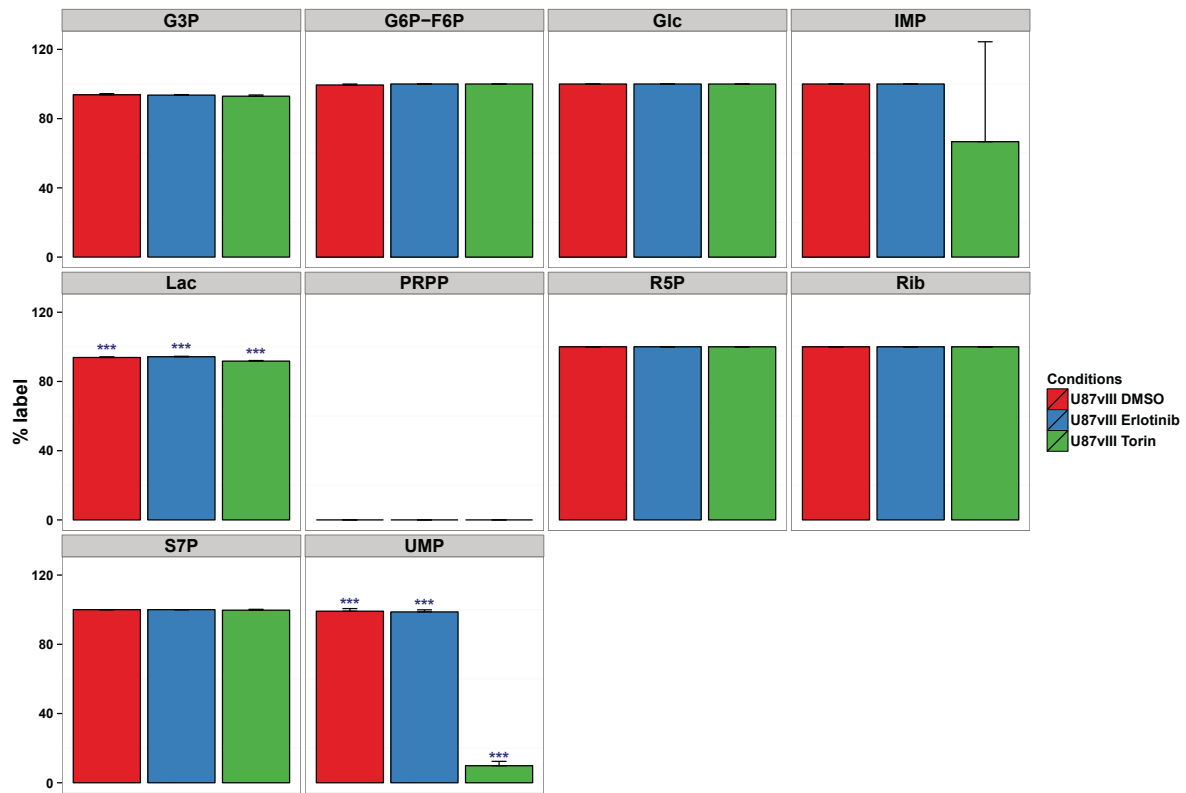 G3P G6P−F6P Glc IMP
120
80
40
0
Lac PRPP R5P Rib
120
80
40
0
*** *** ***
% label
Conditions
U87vIII DMSO
U87vIII Erlotinib
U87vIII Torin
S7P UMP
120
80
40
0
*** *** ***